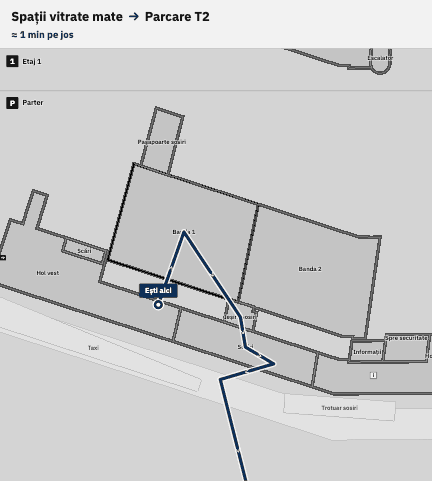 Spații vitrate mate → Parcare T2
≈ 1 min pe jos
Escalator
1 Etaj 1
P Parter
Pașapoarte sosiri
Banda 1
Banda 2
Scări
Hol vest
Ești aici
Informații
Spre securitate
Taxi
i
Trotuar sosiri